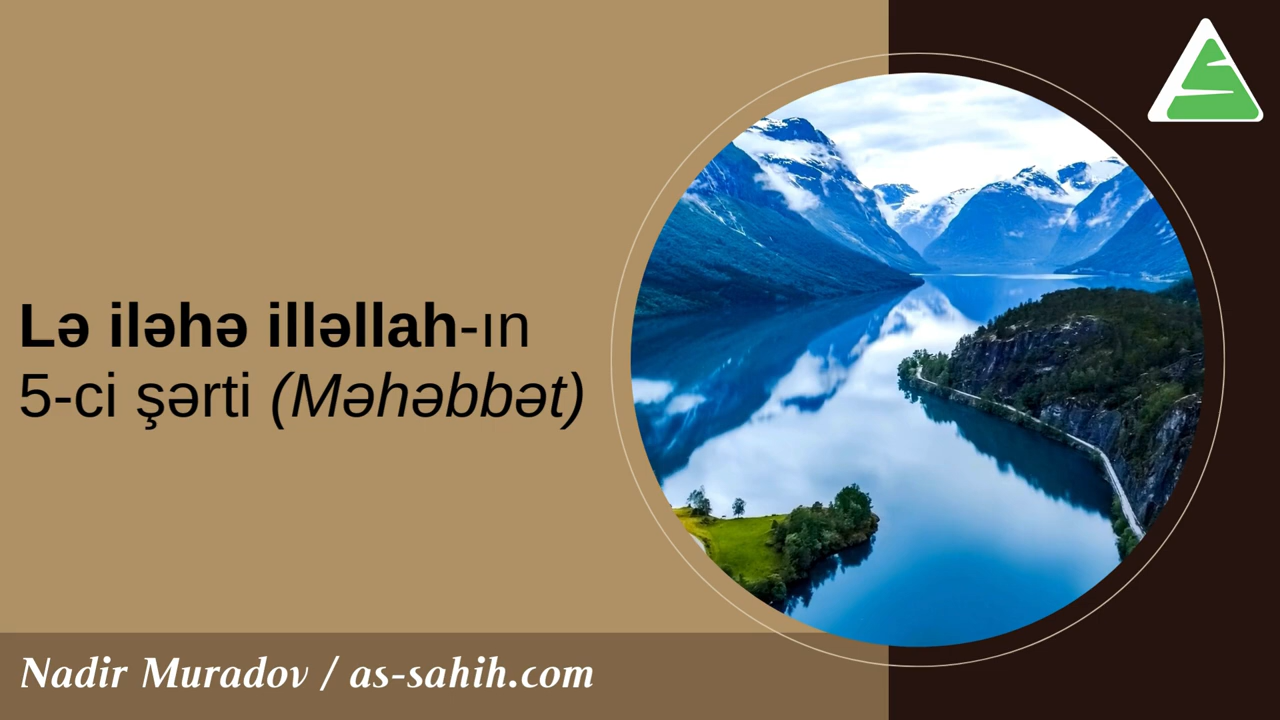 Lə iləhə illəllah-ın
5-ci şərti (Məhəbbət)
Nadir Muradov / as-sahih.com